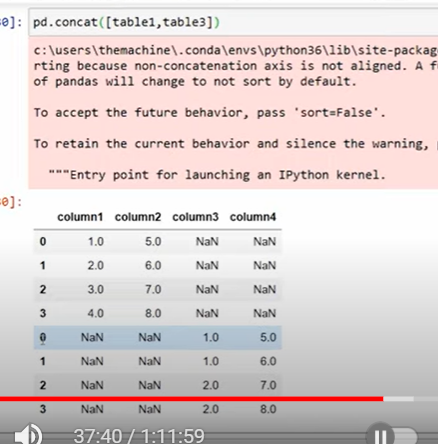 0]: pd.concat([table1,table3])
c:\users\themachine\.conda\envs\python36\lib\site-packag
rting because non-concatenation axis is not aligned. A f
of pandas will change to not sort by default.
To accept the future behavior, pass 'sort=False'.
To retain the current behavior and silence the warning,
"""Entry point for launching an IPython kernel.
0]:
column1 column2 column3 column4
0 1.0 5.0 NaN NaN
1 2.0 6.0 NaN NaN
2 3.0 7.0 NaN NaN
3 4.0 8.0 NaN NaN
0 NaN NaN 1.0 5.0
1 NaN NaN 1.0 6.0
2 NaN NaN 2.0 7.0
3 NaN NaN 2.0 8.0
37:40 / 1:11:59